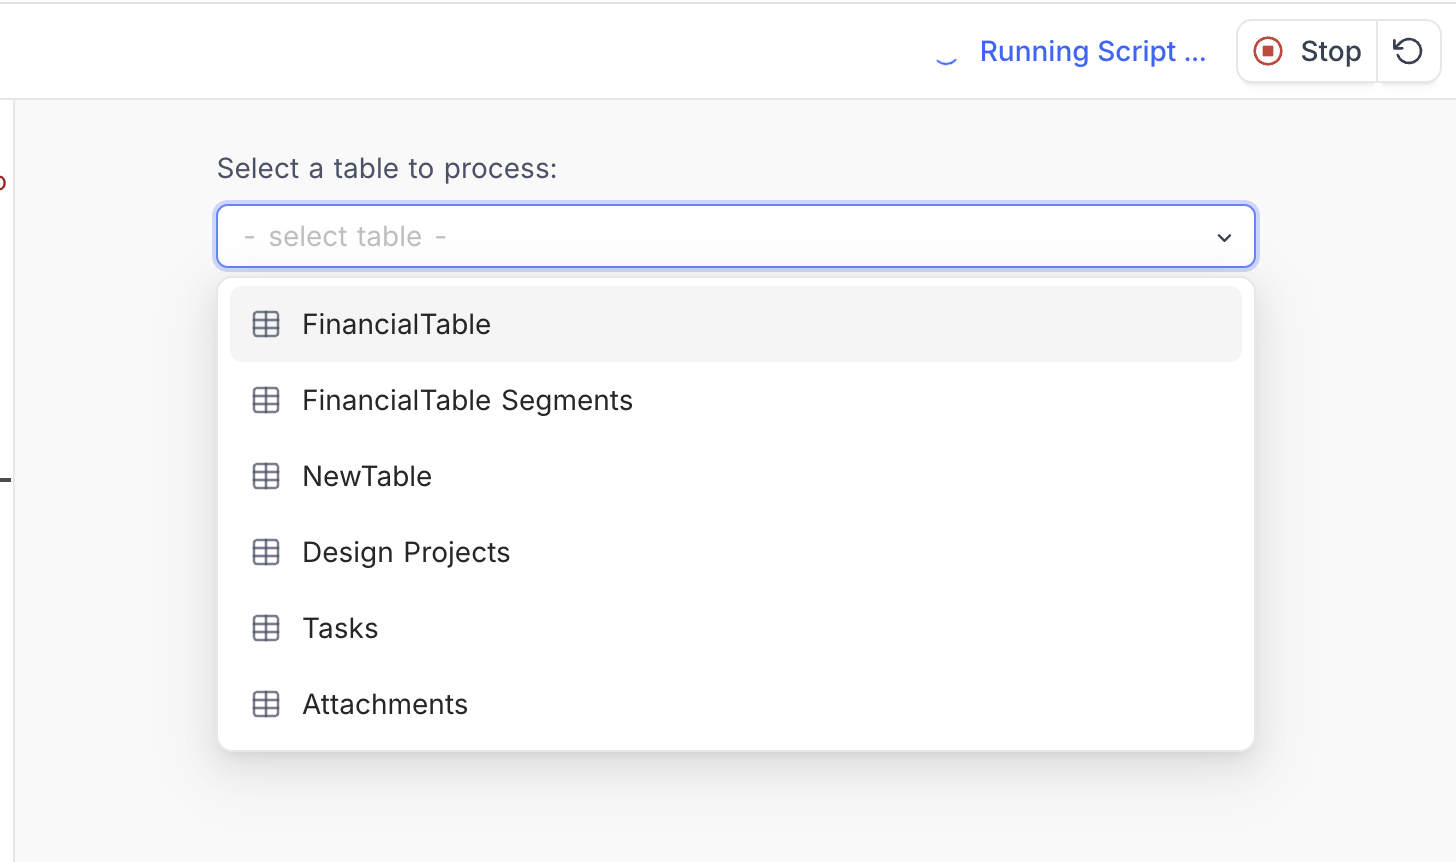 Running Script ...
Stop
Select a table to process:
- select table -
FinancialTable
FinancialTable Segments
NewTable
Design Projects
Tasks
Attachments